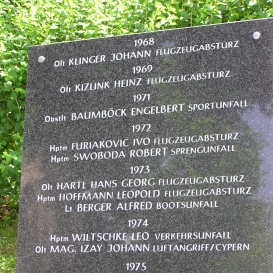 1968
Olt KLINGER JOHANN FLUGZEUGABSTURZ
1969
Olt KIZLINK HEINZ FLUGZEUGABSTURZ
1971
Obstlt BAUMBÖCK ENGELBERT SPORTUNFALL
1972
Hptm FURIAKOVIC IVO FLUGZEUGABSTURZ
Hptm SWOBODA ROBERT SPRENGUNFALL
1973
Olt HARTL HANS GEORG FLUGZEUGABSTURZ
Hptm HOFFMANN LEOPOLD FLUGZEUGABSTURZ
Lt BERGER ALFRED BOOTSUNFALL
1974
Hptm WILTSCHKE LEO VERKEHRSUNFALL
Olt MAG. IZAY JOHANN LUFTANGRIFF/CYPERN
1975